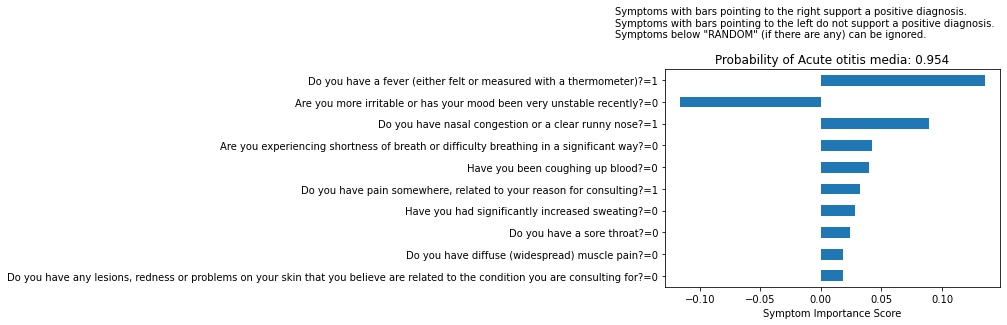 Symptoms with bars pointing to the right support a positive diagnosis.
Symptoms with bars pointing to the left do not support a positive diagnosis.
Symptoms below "RANDOM" (if there are any) can be ignored.
Probability of Acute otitis media: 0.954
Do you have a fever (either felt or measured with a thermometer)?=1
Are you more irritable or has your mood been very unstable recently?=0
Do you have nasal congestion or a clear runny nose?=1
Are you experiencing shortness of breath or difficulty breathing in a significant way?=0
Have you been coughing up blood?=0
Do you have pain somewhere, related to your reason for consulting?=1
Have you had significantly increased sweating?=0
Do you have a sore throat?=0
Do you have diffuse (widespread) muscle pain?=0
Do you have any lesions, redness or problems on your skin that you believe are related to the condition you are consulting for?=0
−0.10 −0.05 0.00 0.05 0.10
Symptom Importance Score